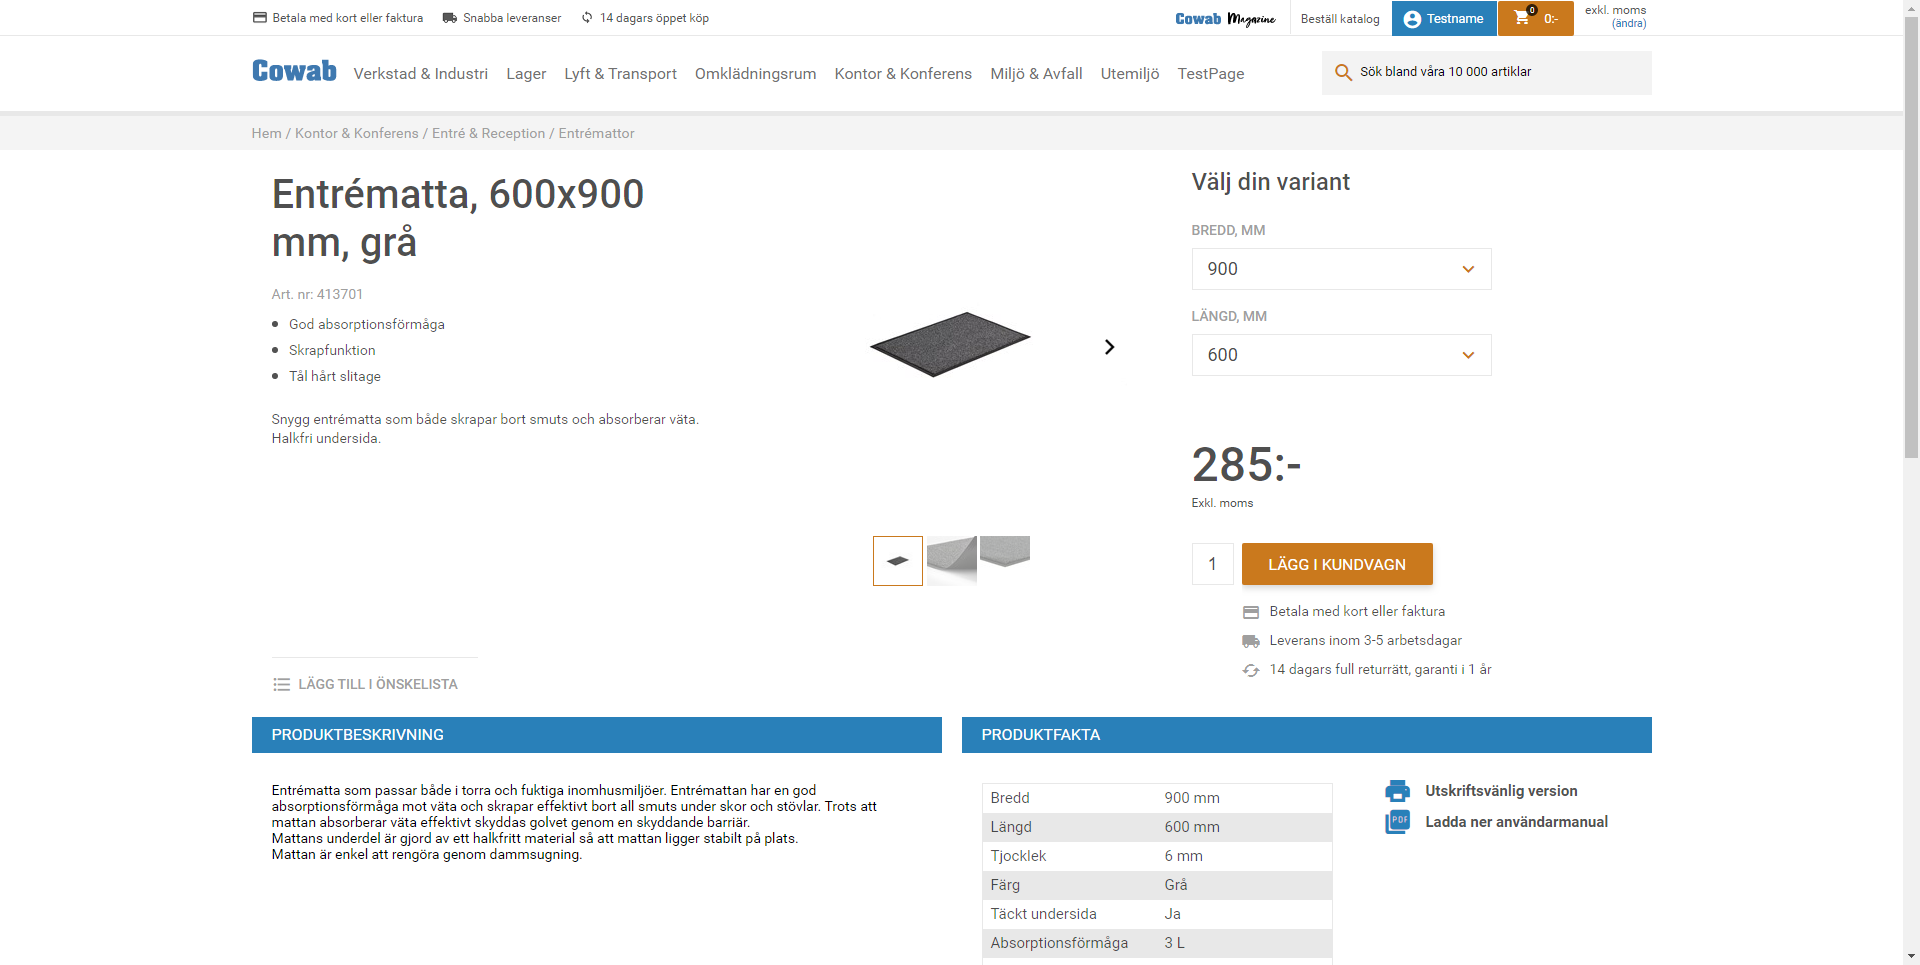 Betala med kort eller faktura Snabba leveranser 14 dagars öppet köp
Cowab Magazine Beställ katalog Testname 0 0:- exkl. moms
(ändra)
Cowab Verkstad & Industri Lager Lyft & Transport Omklädningsrum Kontor & Konferens Miljö & Avfall Utemiljö TestPage
Sök bland våra 10 000 artiklar
Hem / Kontor & Konferens / Entré & Reception / Entrémattor
Entrématta, 600x900
mm, grå
Art. nr: 413701
God absorptionsförmåga
Skrapfunktion
Tål hårt slitage
Snygg entrématta som både skrapar bort smuts och absorberar väta.
Halkfri undersida.
LÄGG TILL I ÖNSKELISTA
Välj din variant
BREDD, MM
900
LÄNGD, MM
600
285:-
Exkl. moms
1 LÄGG I KUNDVAGN
Betala med kort eller faktura
Leverans inom 3-5 arbetsdagar
14 dagars full returrätt, garanti i 1 år
PRODUKTBESKRIVNING
Entrématta som passar både i torra och fuktiga inomhusmiljöer. Entrémattan har en god
absorptionsförmåga mot väta och skrapar effektivt bort all smuts under skor och stövlar. Trots att
mattan absorberar väta effektivt skyddas golvet genom en skyddande barriär.
Mattans underdel är gjord av ett halkfritt material så att mattan ligger stabilt på plats.
Mattan är enkel att rengöra genom dammsugning.
PRODUKTFAKTA
Bredd 900 mm
Längd 600 mm
Tjocklek 6 mm
Färg Grå
Täckt undersida Ja
Absorptionsförmåga 3 L
Utskriftsvänlig version
PDF Ladda ner användarmanual